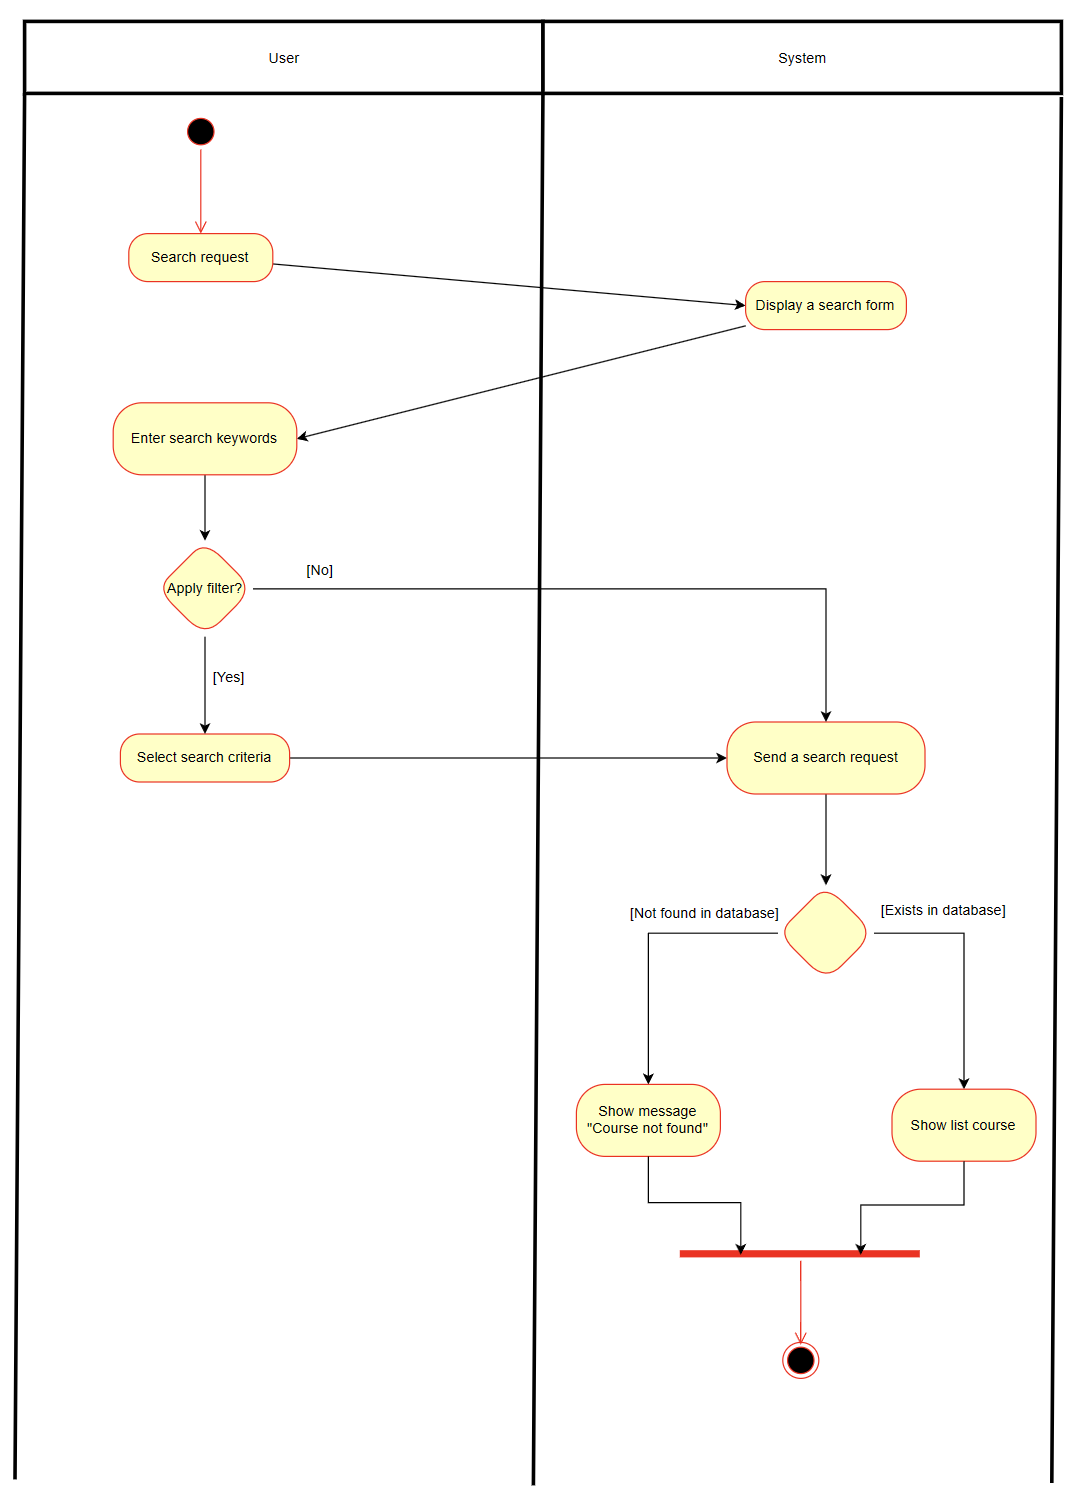 User
System
Search request
Display a search form
Enter search keywords
[No]
Apply filter?
[Yes]
Select search criteria
Send a search request
[Not found in database]
[Exists in database]
Show message
"Course not found"
Show list course